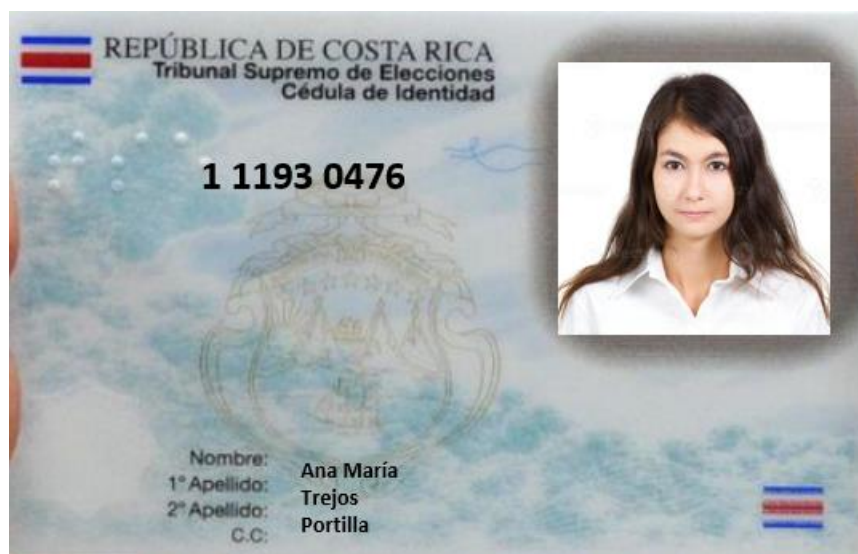 REPÚBLICA DE COSTA RICA
Tribunal Supremo de Elecciones
Cédula de Identidad
1 1193 0476
Nombre: Ana María
1° Apellido: Trejos
2° Apellido: Portilla
C.C: